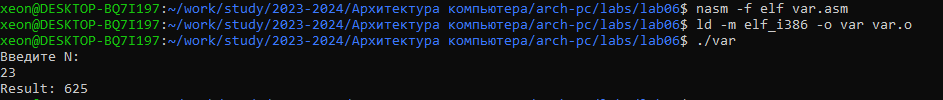 xeon@DESKTOP-BQ7I197:~/work/study/2023-2024/Архитектура компьютера/arch-pc/labs/lab06$ nasm -f elf var.asm
xeon@DESKTOP-BQ7I197:~/work/study/2023-2024/Архитектура компьютера/arch-pc/labs/lab06$ ld -m elf_i386 -o var var.o
xeon@DESKTOP-BQ7I197:~/work/study/2023-2024/Архитектура компьютера/arch-pc/labs/lab06$ ./var
Введите N:
23
Result: 625